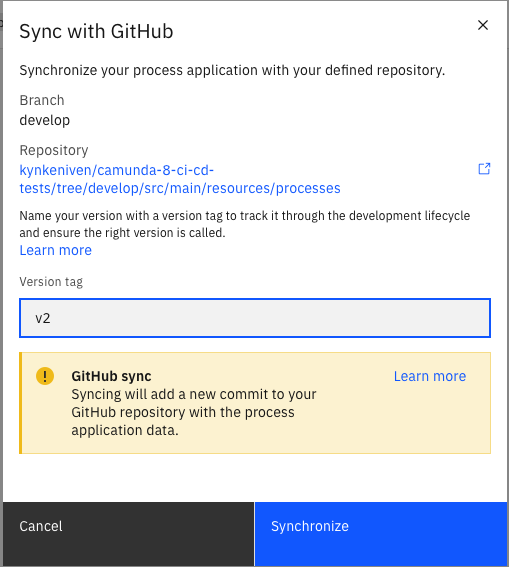 Sync with GitHub
Synchronize your process application with your defined repository.
Branch
develop
Repository
kynkeniven/camunda-8-ci-cd-
tests/tree/develop/src/main/resources/processes
Name your version with a version tag to track it through the development lifecycle
and ensure the right version is called.
Learn more
Version tag
v2
GitHub sync
Learn more
Syncing will add a new commit to your
GitHub repository with the process
application data.
Cancel
Synchronize